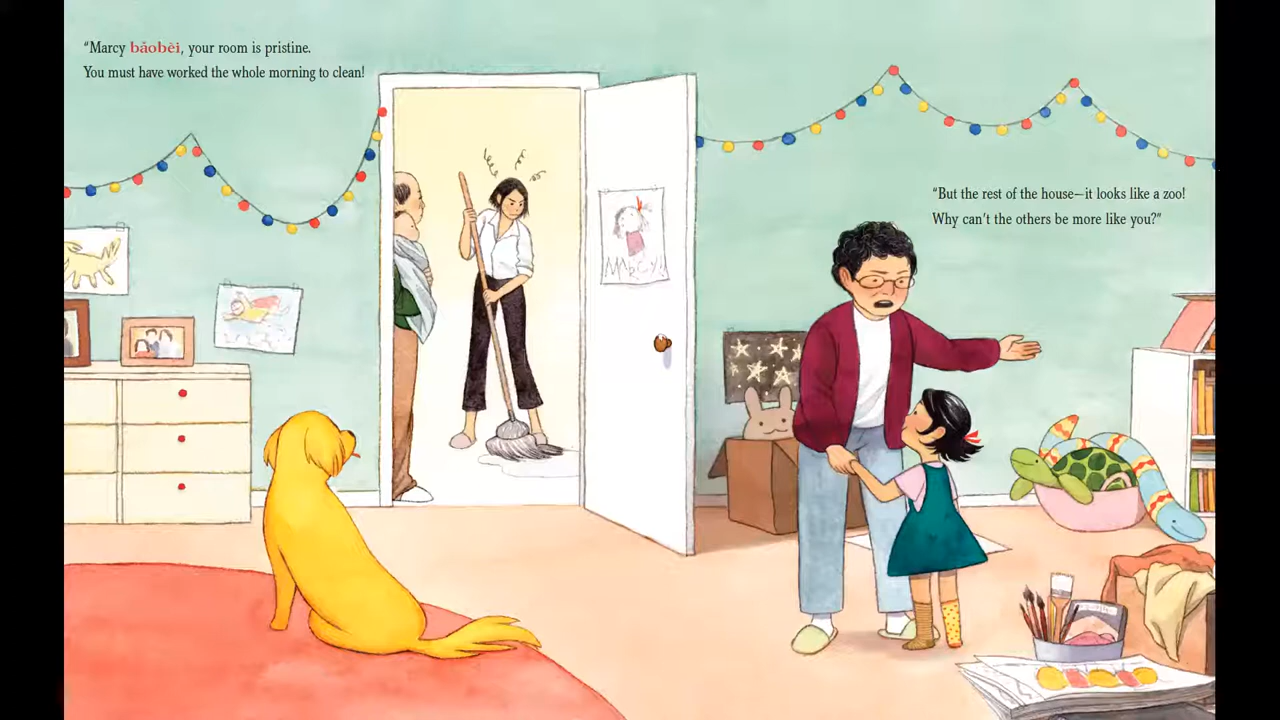 “Marcy bǎobèi, your room is pristine.
You must have worked the whole morning to clean!
MARCY!
“But the rest of the house—it looks like a zoo!
Why can’t the others be more like you?”